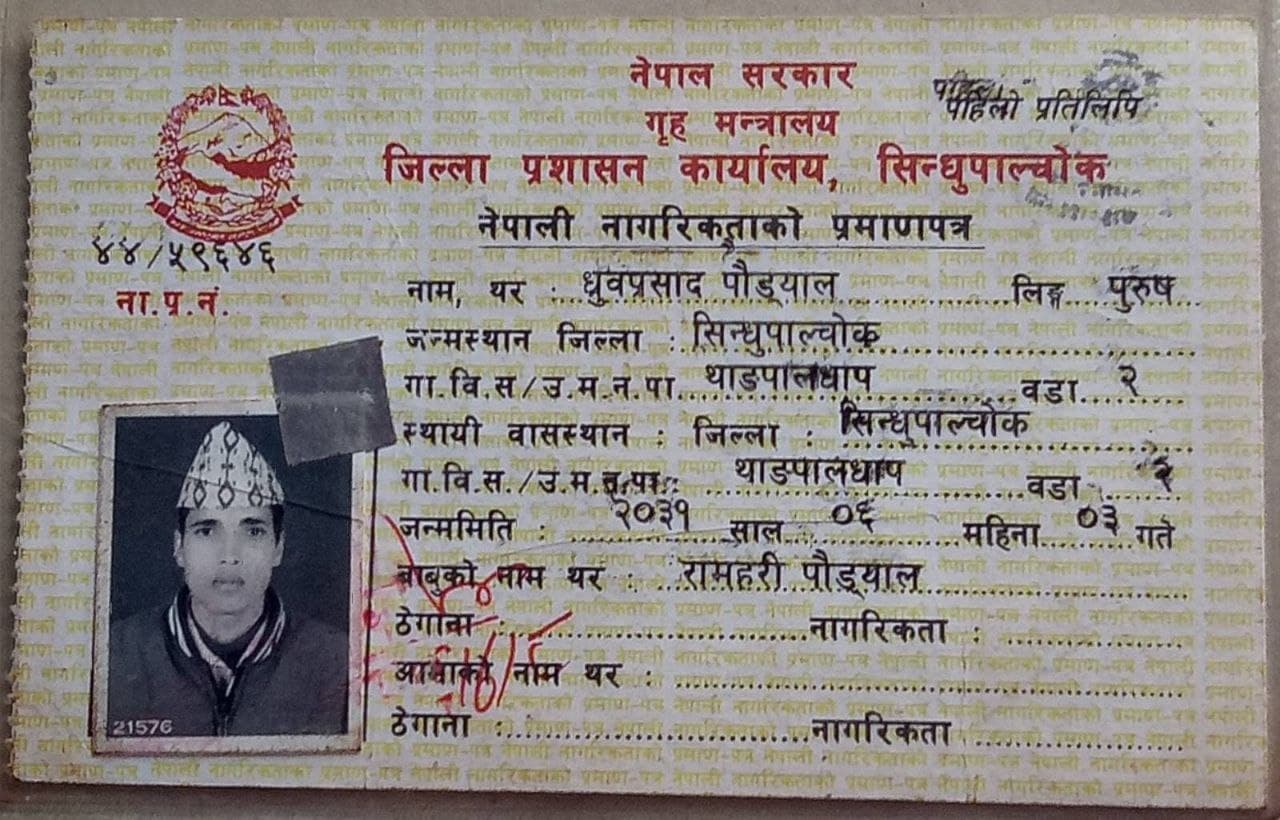 नेपाल सरकार
पहिलो प्रतिलिपि
गृह मन्त्रालय
जिल्ला प्रशासन कार्यालय, सिन्धुपाल्चोक
नेपाली नागरिकताको प्रमाणपत्र
४४/५९६४६
ना.प्र.नं.
नाम, थर : ध्रुवप्रसाद पौड्याल लिङ्ग पुरुष
जन्मस्थान जिल्ला : सिन्धुपाल्चोक
गा.वि.स/उ.म.न.पा. थाङपालधाप वडा २
स्थायी वासस्थान : जिल्ला : सिन्धुपाल्चोक
गा.वि.स./उ.म.न.पा. थाङपालधाप वडा २
जन्ममिति : २०३१ साल ०६ महिना ०३ गते
बाबुको नाम थर : रामहरी पौड्याल
ठेगाना : नागरिकता :
आमाको नाम थर :
ठेगाना : नागरिकता
21576